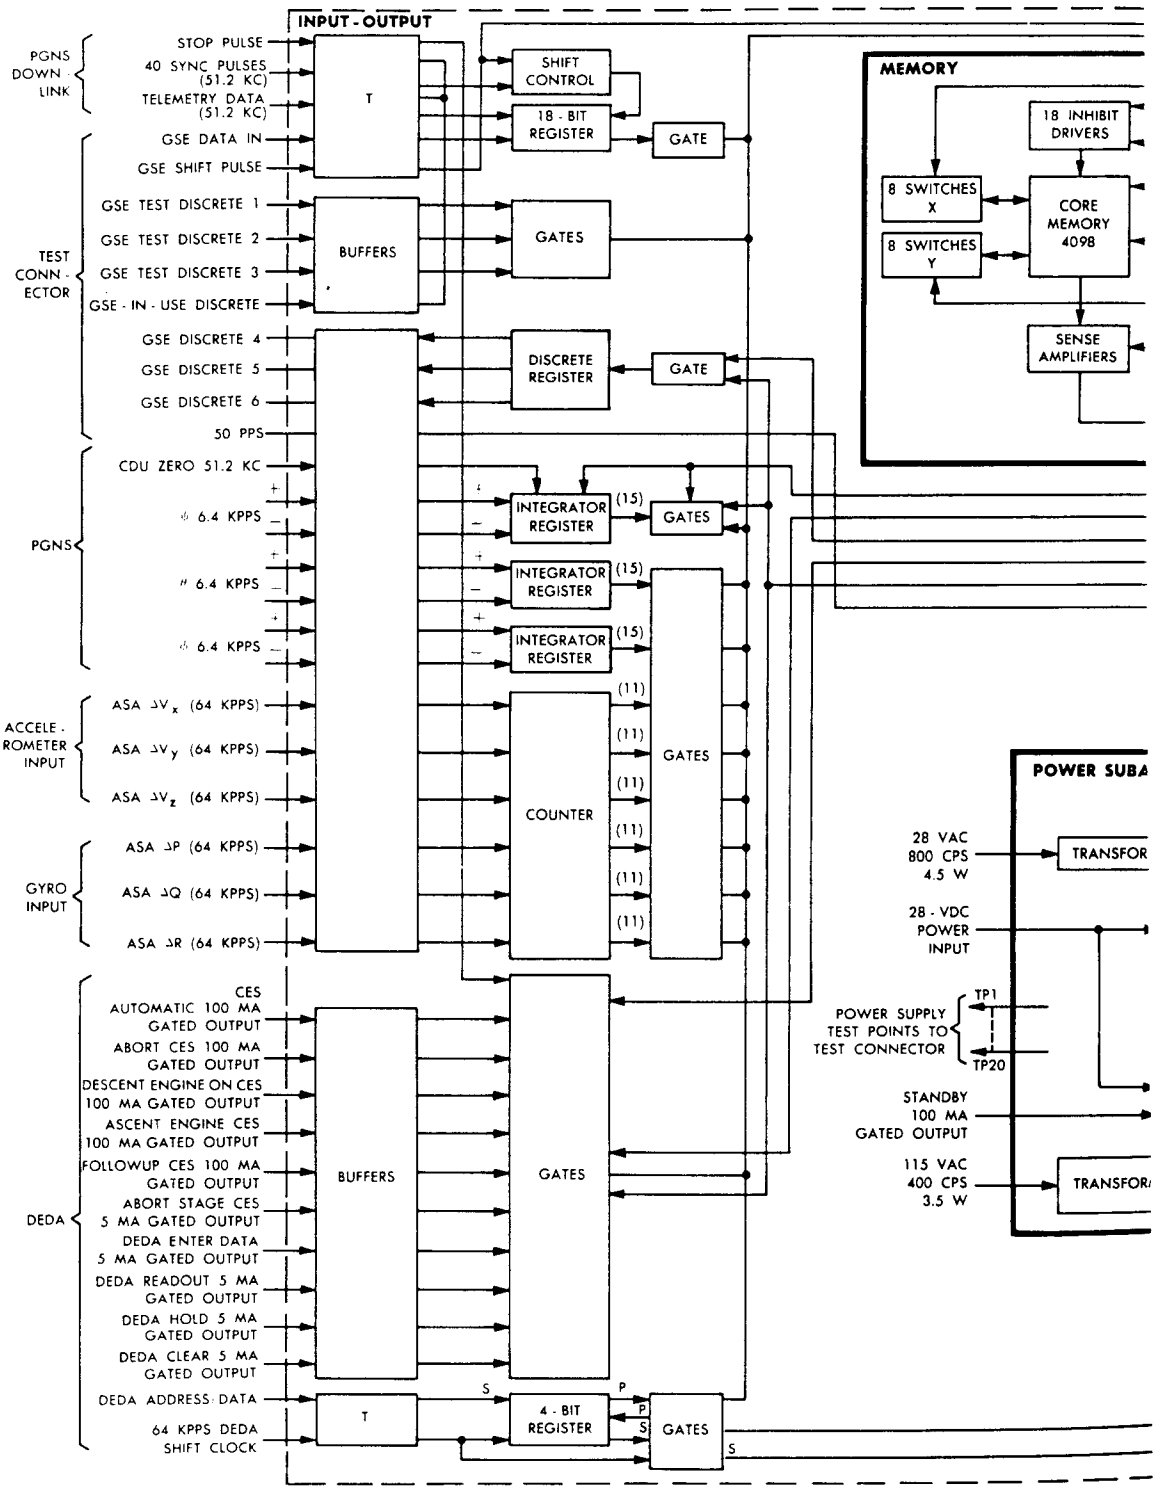 INPUT - OUTPUT
PGNS
DOWN -
LINK
STOP PULSE
40 SYNC PULSES
(51.2 KC)
TELEMETRY DATA
(51.2 KC)
T
SHIFT
CONTROL
18 - BIT
REGISTER
GATE
TEST
CONN -
ECTOR
GSE DATA IN
GSE SHIFT PULSE
GSE TEST DISCRETE 1
GSE TEST DISCRETE 2
GSE TEST DISCRETE 3
GSE - IN - USE DISCRETE
BUFFERS
GATES
GSE DISCRETE 4
GSE DISCRETE 5
GSE DISCRETE 6
50 PPS
DISCRETE
REGISTER
GATE
MEMORY
18 INHIBIT
DRIVERS
8 SWITCHES
X
8 SWITCHES
Y
CORE
MEMORY
4098
SENSE
AMPLIFIERS
PGNS
CDU ZERO 51.2 KC
+
6.4 KPPS
−
+
6.4 KPPS
−
+
6.4 KPPS
−
+
−
INTEGRATOR
REGISTER
(15)
GATES
+
−
INTEGRATOR
REGISTER
(15)
+
−
INTEGRATOR
REGISTER
(15)
ACCELE -
ROMETER
INPUT
ASA ΔVx (64 KPPS)
ASA ΔVy (64 KPPS)
ASA ΔVz (64 KPPS)
GYRO
INPUT
ASA ΔP (64 KPPS)
ASA ΔQ (64 KPPS)
ASA ΔR (64 KPPS)
COUNTER
(11)
(11)
(11)
(11)
(11)
(11)
GATES
POWER SUBA
28 VAC
800 CPS
4.5 W
TRANSFOR
28 - VDC
POWER
INPUT
POWER SUPPLY
TEST POINTS TO
TEST CONNECTOR
TP1
TP20
STANDBY
100 MA
GATED OUTPUT
115 VAC
400 CPS
3.5 W
TRANSFORM
DEDA
CES
AUTOMATIC 100 MA
GATED OUTPUT
ABORT CES 100 MA
GATED OUTPUT
DESCENT ENGINE ON CES
100 MA GATED OUTPUT
ASCENT ENGINE CES
100 MA GATED OUTPUT
FOLLOWUP CES 100 MA
GATED OUTPUT
ABORT STAGE CES
5 MA GATED OUTPUT
DEDA ENTER DATA
5 MA GATED OUTPUT
DEDA READOUT 5 MA
GATED OUTPUT
DEDA HOLD 5 MA
GATED OUTPUT
DEDA CLEAR 5 MA
GATED OUTPUT
BUFFERS
GATES
DEDA ADDRESS/DATA
64 KPPS DEDA
SHIFT CLOCK
T
S
4 - BIT
REGISTER
P
P
S
GATES
S